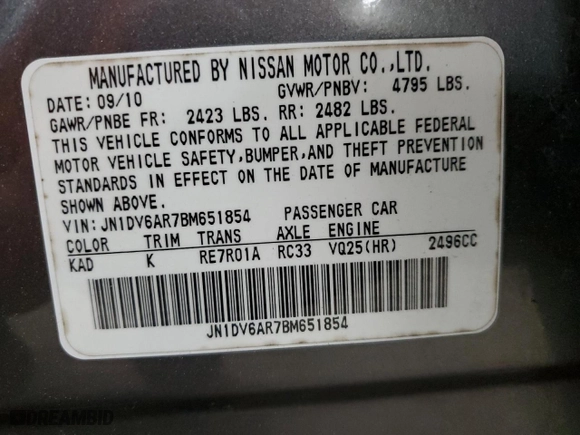 MANUFACTURED BY NISSAN MOTOR CO.,LTD.
DATE: 09/10 GVWR/PNBV: 4795 LBS.
GAWR/PNBE FR: 2423 LBS. RR: 2482 LBS.
THIS VEHICLE CONFORMS TO ALL APPLICABLE FEDERAL
MOTOR VEHICLE SAFETY,BUMPER,AND THEFT PREVENTION
STANDARDS IN EFFECT ON THE DATE OF MANUFACTURE
SHOWN ABOVE.
VIN: JN1DV6AR7BM651854 PASSENGER CAR
COLOR TRIM TRANS AXLE ENGINE
KAD K RE7R01A RC33 VQ25(HR) 2496CC
JN1DV6AR7BM651854
DREAMBID